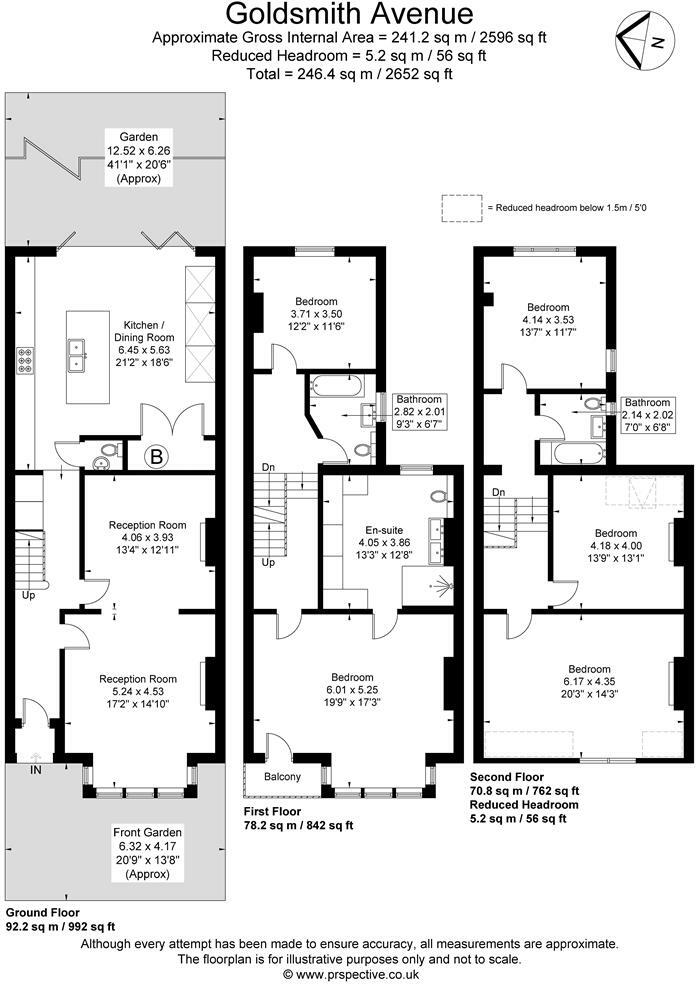 Goldsmith Avenue
Approximate Gross Internal Area = 241.2 sq m / 2596 sq ft
Reduced Headroom = 5.2 sq m / 56 sq ft
Total = 246.4 sq m / 2652 sq ft
N
Garden
12.52 x 6.26
41'1" x 20'6"
(Approx)
= Reduced headroom below 1.5m / 5'0
Kitchen /
Dining Room
6.45 x 5.63
21'2" x 18'6"
B
Reception Room
4.06 x 3.93
13'4" x 12'11"
Up
Reception Room
5.24 x 4.53
17'2" x 14'10"
IN
Front Garden
6.32 x 4.17
20'9" x 13'8"
(Approx)
Ground Floor
92.2 sq m / 992 sq ft
Bedroom
3.71 x 3.50
12'2" x 11'6"
Bathroom
2.82 x 2.01
9'3" x 6'7"
Dn
Up
En-suite
4.05 x 3.86
13'3" x 12'8"
Bedroom
6.01 x 5.25
19'9" x 17'3"
Balcony
First Floor
78.2 sq m / 842 sq ft
Bedroom
4.14 x 3.53
13'7" x 11'7"
Bathroom
2.14 x 2.02
7'0" x 6'8"
Dn
Bedroom
4.18 x 4.00
13'9" x 13'1"
Bedroom
6.17 x 4.35
20'3" x 14'3"
Second Floor
70.8 sq m / 762 sq ft
Reduced Headroom
5.2 sq m / 56 sq ft
Although every attempt has been made to ensure accuracy, all measurements are approximate.
The floorplan is for illustrative purposes only and not to scale.
© www.prspective.co.uk